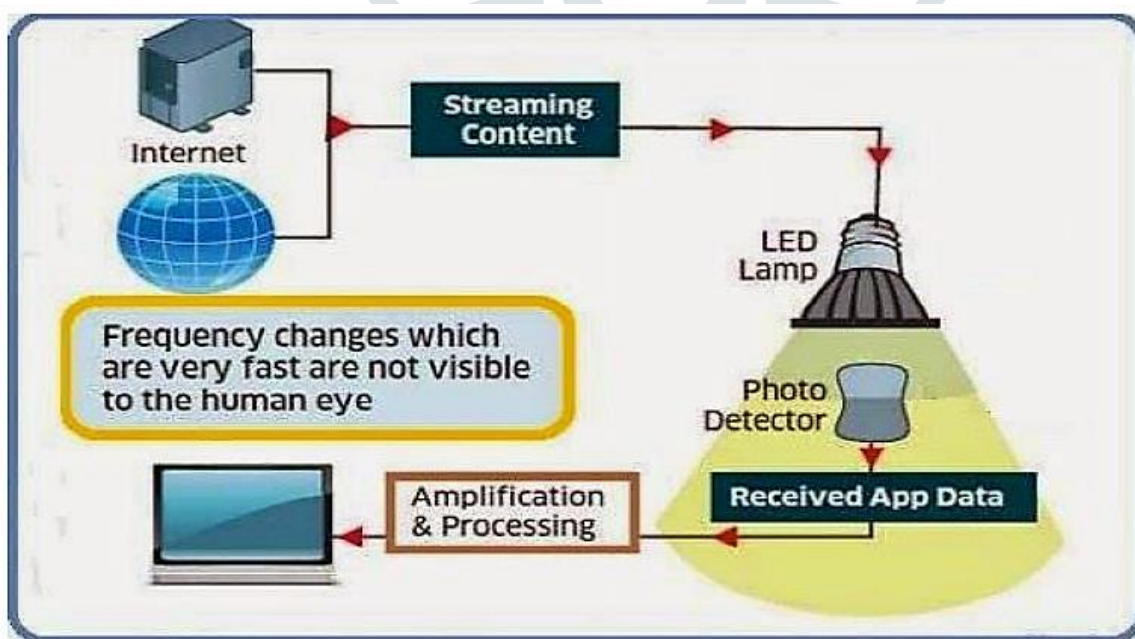 Internet
Streaming
Content
LED
Lamp
Frequency changes which
are very fast are not visible
to the human eye
Photo
Detector
Received App Data
Amplification
& Processing